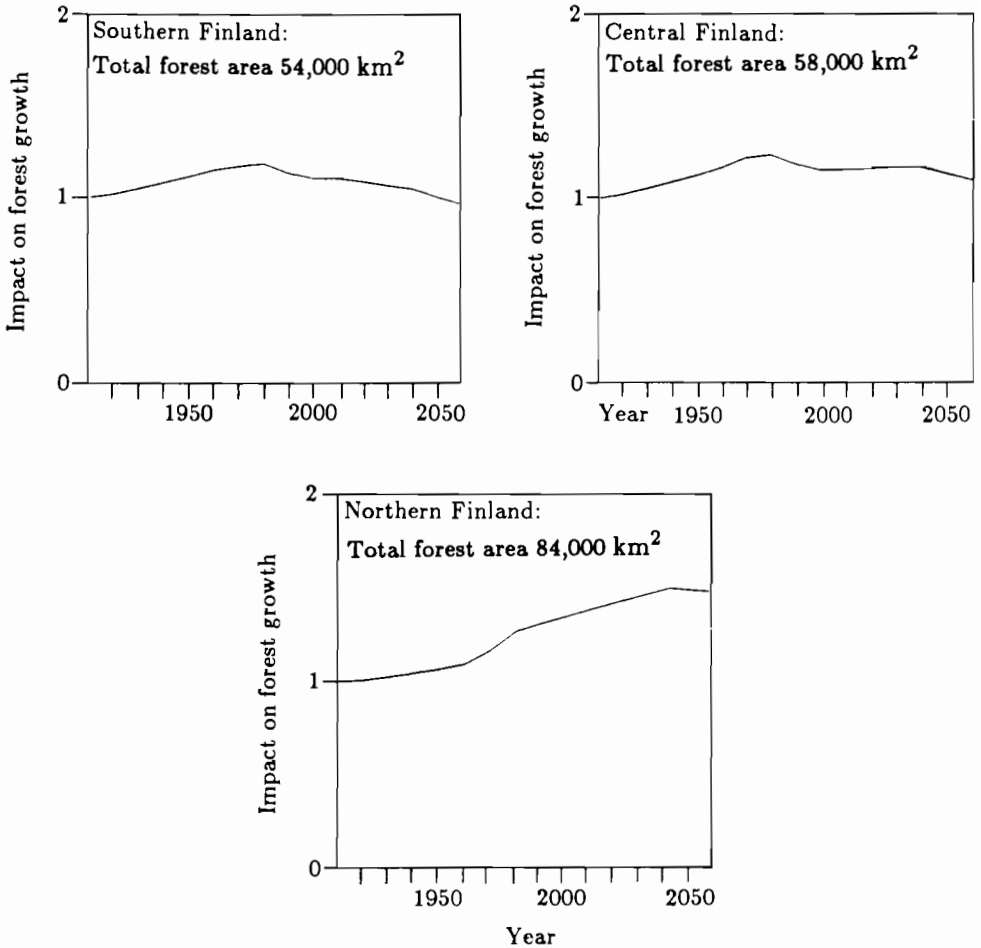 2
Southern Finland:
Total forest area 54,000 km²
Impact on forest growth
1
0
1950 2000 2050
2
Central Finland:
Total forest area 58,000 km²
Impact on forest growth
1
0
Year 1950 2000 2050
2
Northern Finland:
Total forest area 84,000 km²
Impact on forest growth
1
0
1950 2000 2050
Year